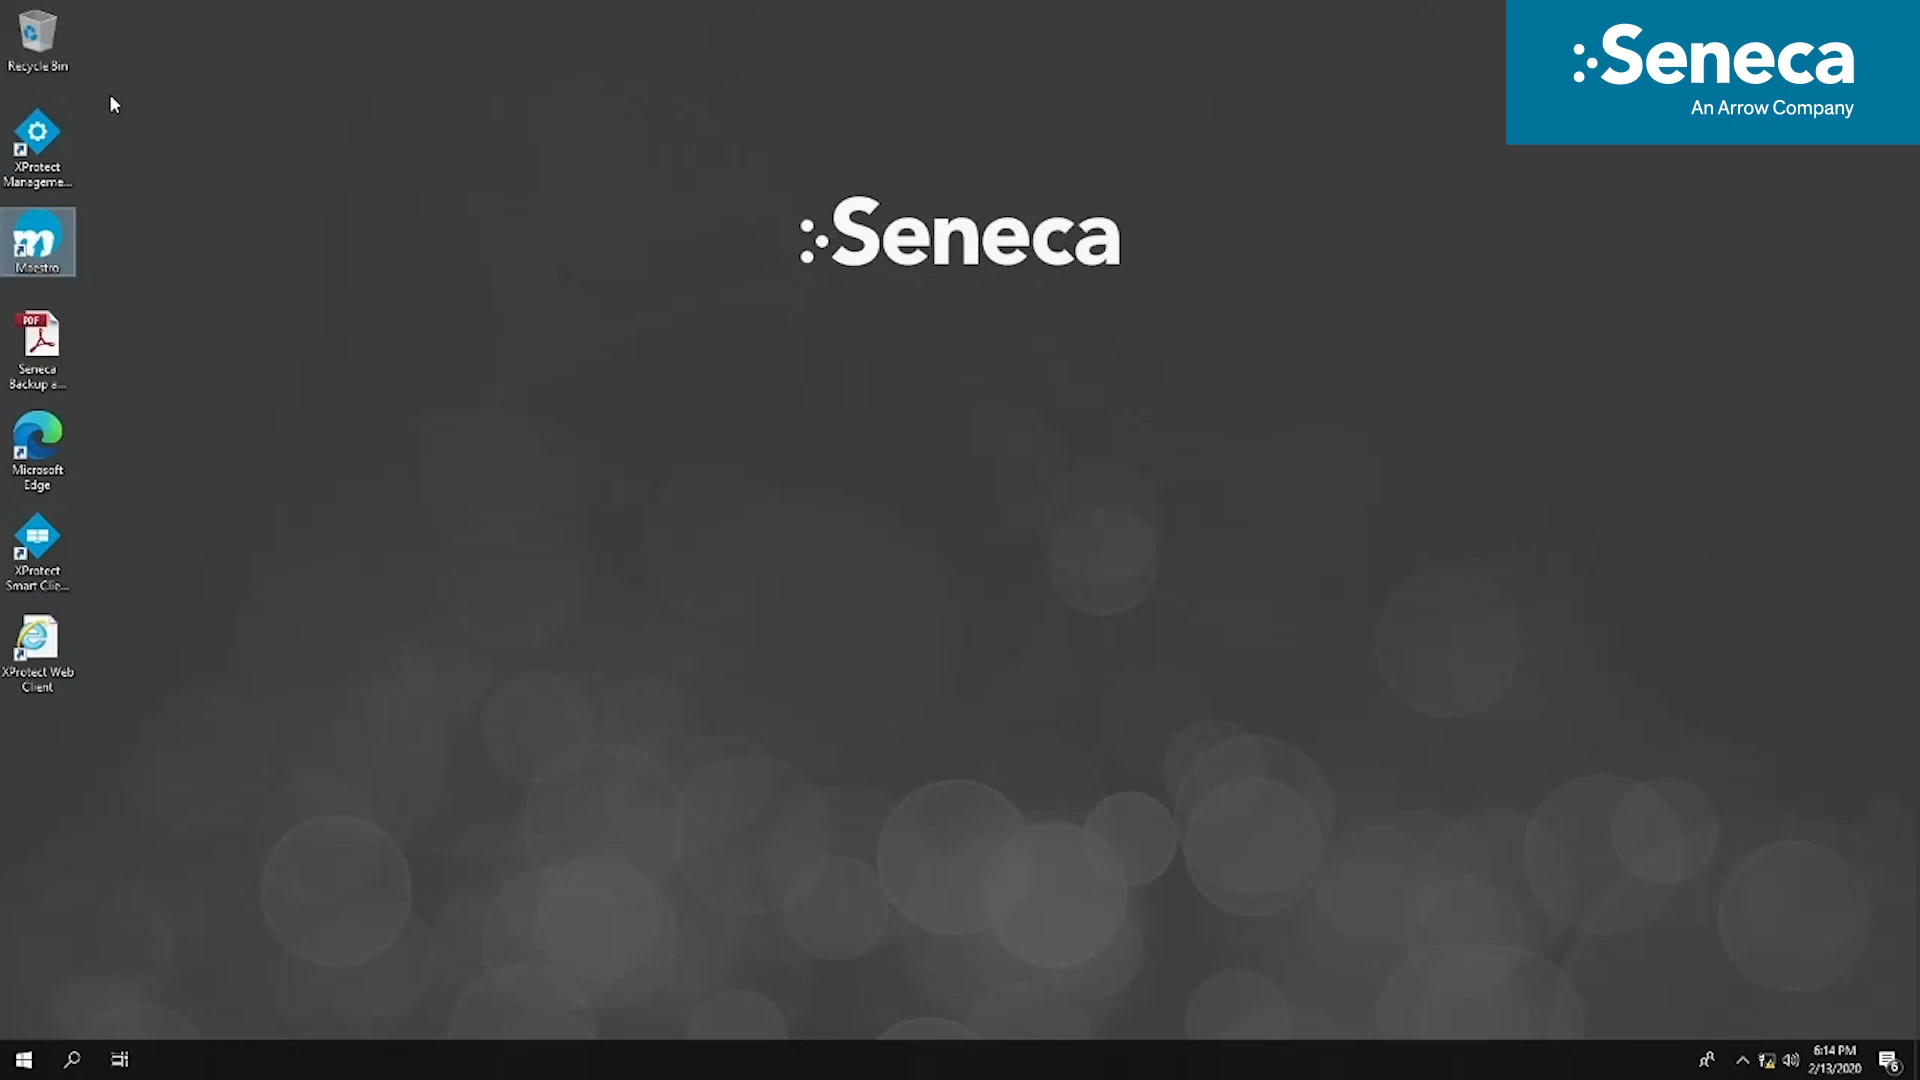 Recycle Bin
XProtect
Manageme...
Maestro
PDF
Seneca
Backup a...
Microsoft
Edge
XProtect
Smart Clie...
XProtect Web
Client
Seneca
Seneca
An Arrow Company
6:14 PM
2/13/2020
6